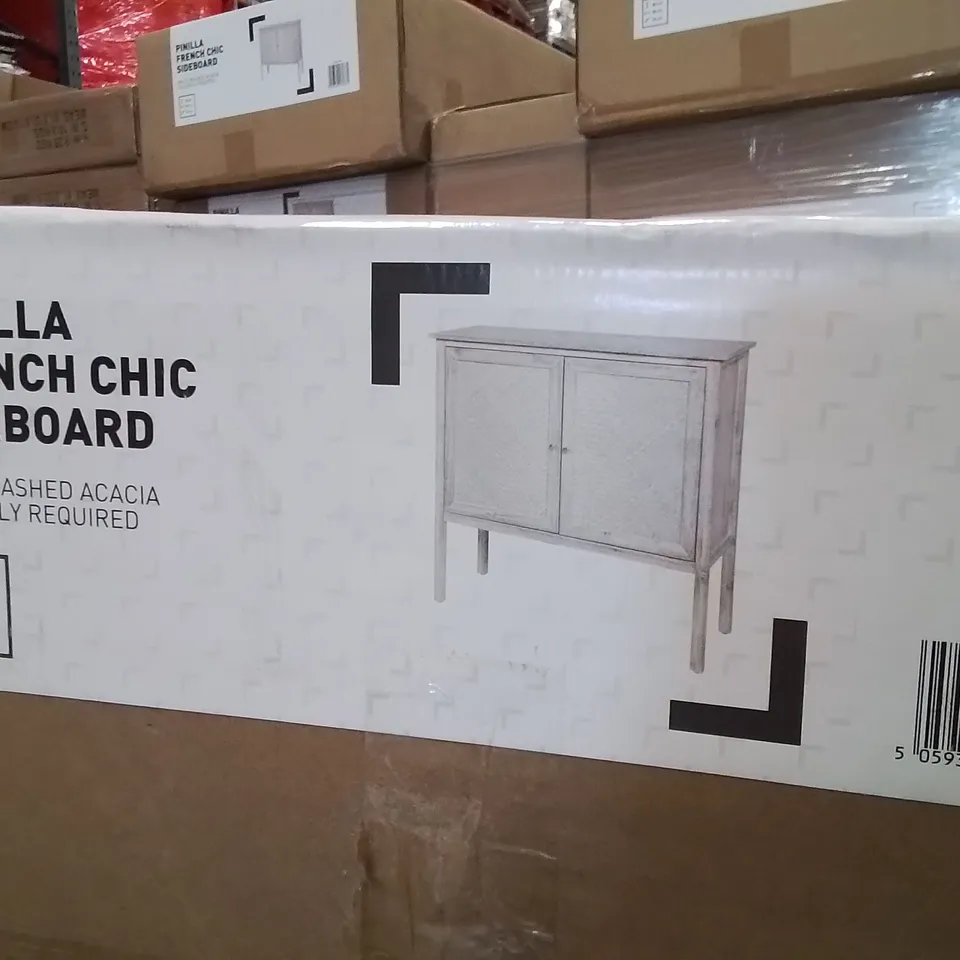 PINILLA
FRENCH CHIC
SIDEBOARD
LLA
NCH CHIC
BOARD
ASHED ACACIA
LY REQUIRED
5 0593